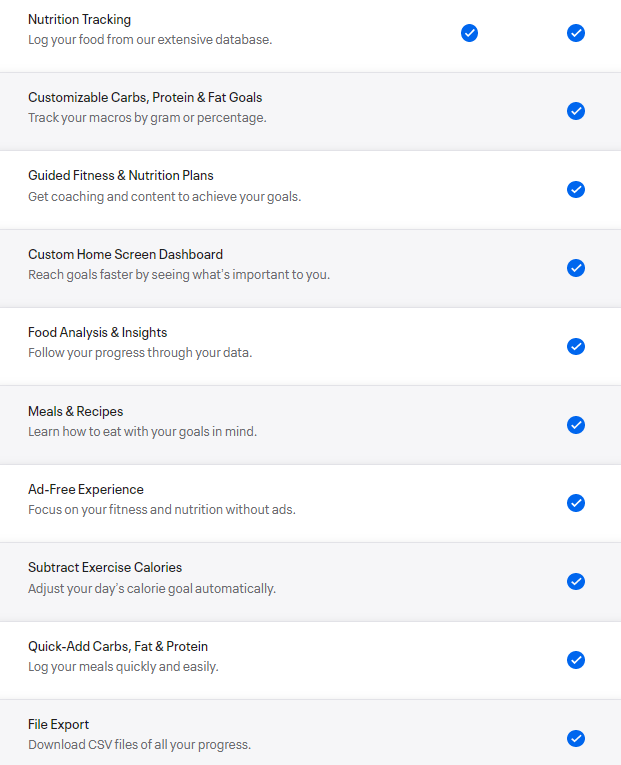 Nutrition Tracking
Log your food from our extensive database.
Customizable Carbs, Protein & Fat Goals
Track your macros by gram or percentage.
Guided Fitness & Nutrition Plans
Get coaching and content to achieve your goals.
Custom Home Screen Dashboard
Reach goals faster by seeing what's important to you.
Food Analysis & Insights
Follow your progress through your data.
Meals & Recipes
Learn how to eat with your goals in mind.
Ad-Free Experience
Focus on your fitness and nutrition without ads.
Subtract Exercise Calories
Adjust your day's calorie goal automatically.
Quick-Add Carbs, Fat & Protein
Log your meals quickly and easily.
File Export
Download CSV files of all your progress.